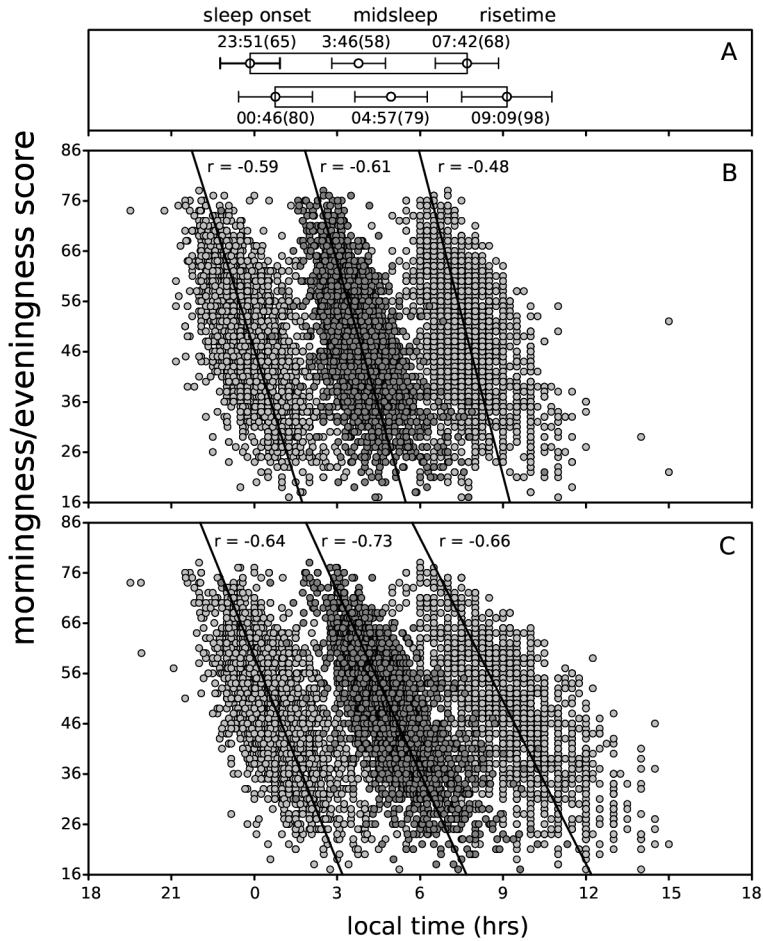 sleep onset midsleep risetime
23:51(65) 3:46(58) 07:42(68) A
00:46(80) 04:57(79) 09:09(98)
morningness/eveningness score
86
r = -0.59 r = -0.61 r = -0.48 B
76
66
56
46
36
26
16
86
r = -0.64 r = -0.73 r = -0.66 C
76
66
56
46
36
26
16
18 21 0 3 6 9 12 15 18
local time (hrs)